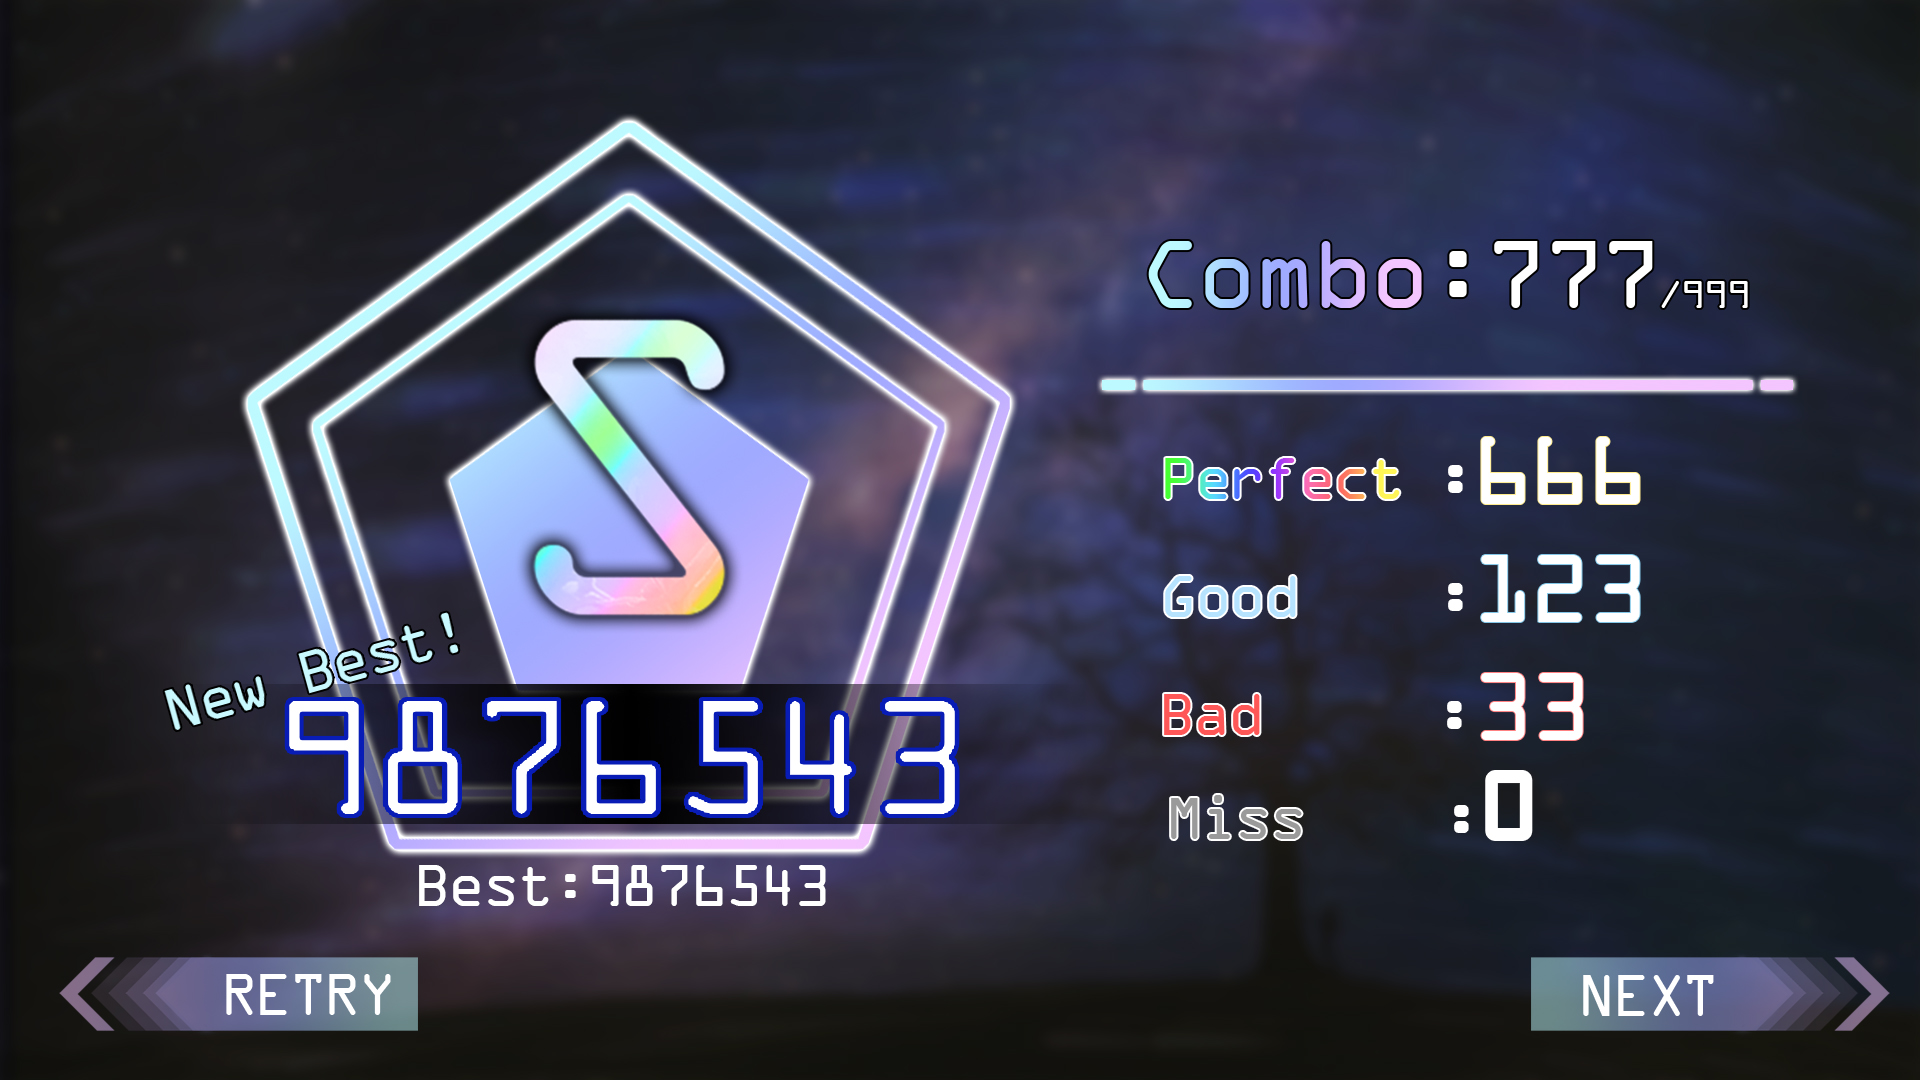 S
New Best!
9876543
Best:9876543
Combo:777/999
Perfect :666
Good :123
Bad :33
Miss :0
RETRY
NEXT